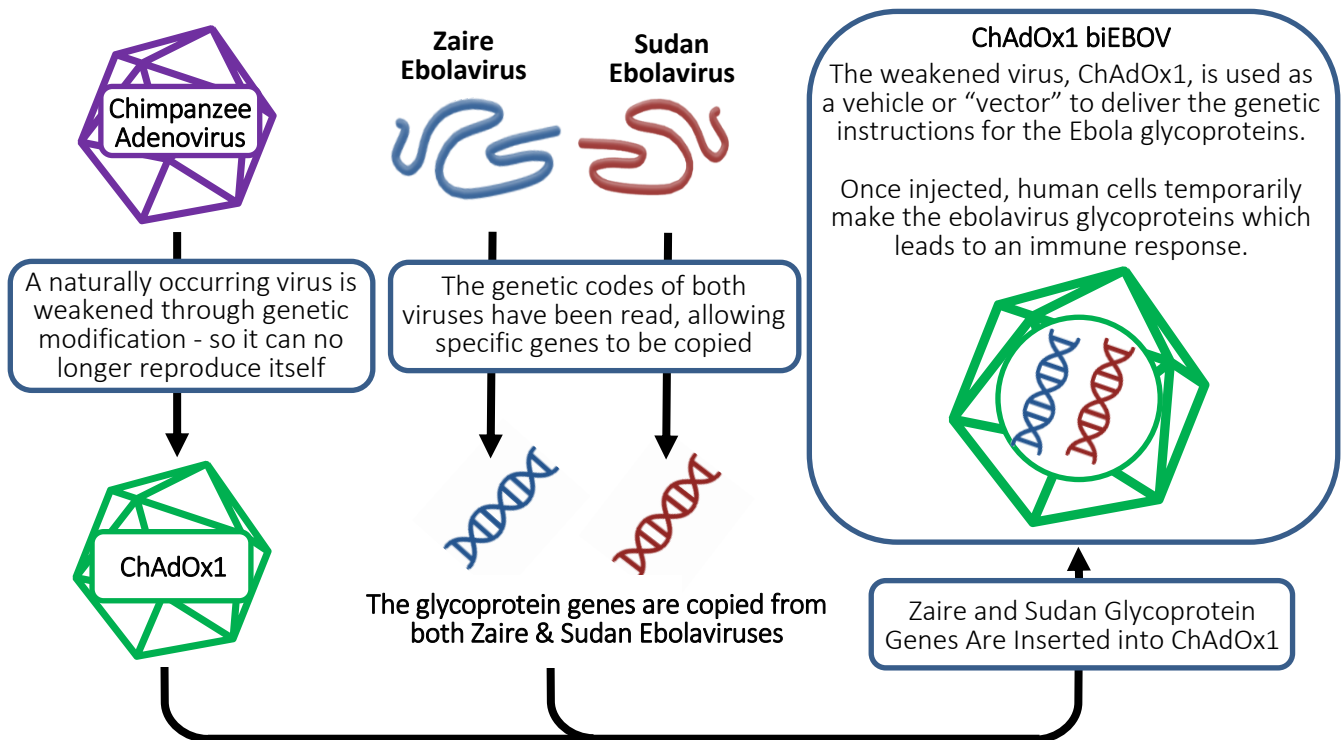 Chimpanzee
Adenovirus
A naturally occurring virus is
weakened through genetic
modification - so it can no
longer reproduce itself
ChAdOx1
Zaire
Ebolavirus
Sudan
Ebolavirus
The genetic codes of both
viruses have been read, allowing
specific genes to be copied
The glycoprotein genes are copied from
both Zaire & Sudan Ebolaviruses
ChAdOx1 biEBOV
The weakened virus, ChAdOx1, is used as
a vehicle or “vector” to deliver the genetic
instructions for the Ebola glycoproteins.
Once injected, human cells temporarily
make the ebolavirus glycoproteins which
leads to an immune response.
Zaire and Sudan Glycoprotein
Genes Are Inserted into ChAdOx1